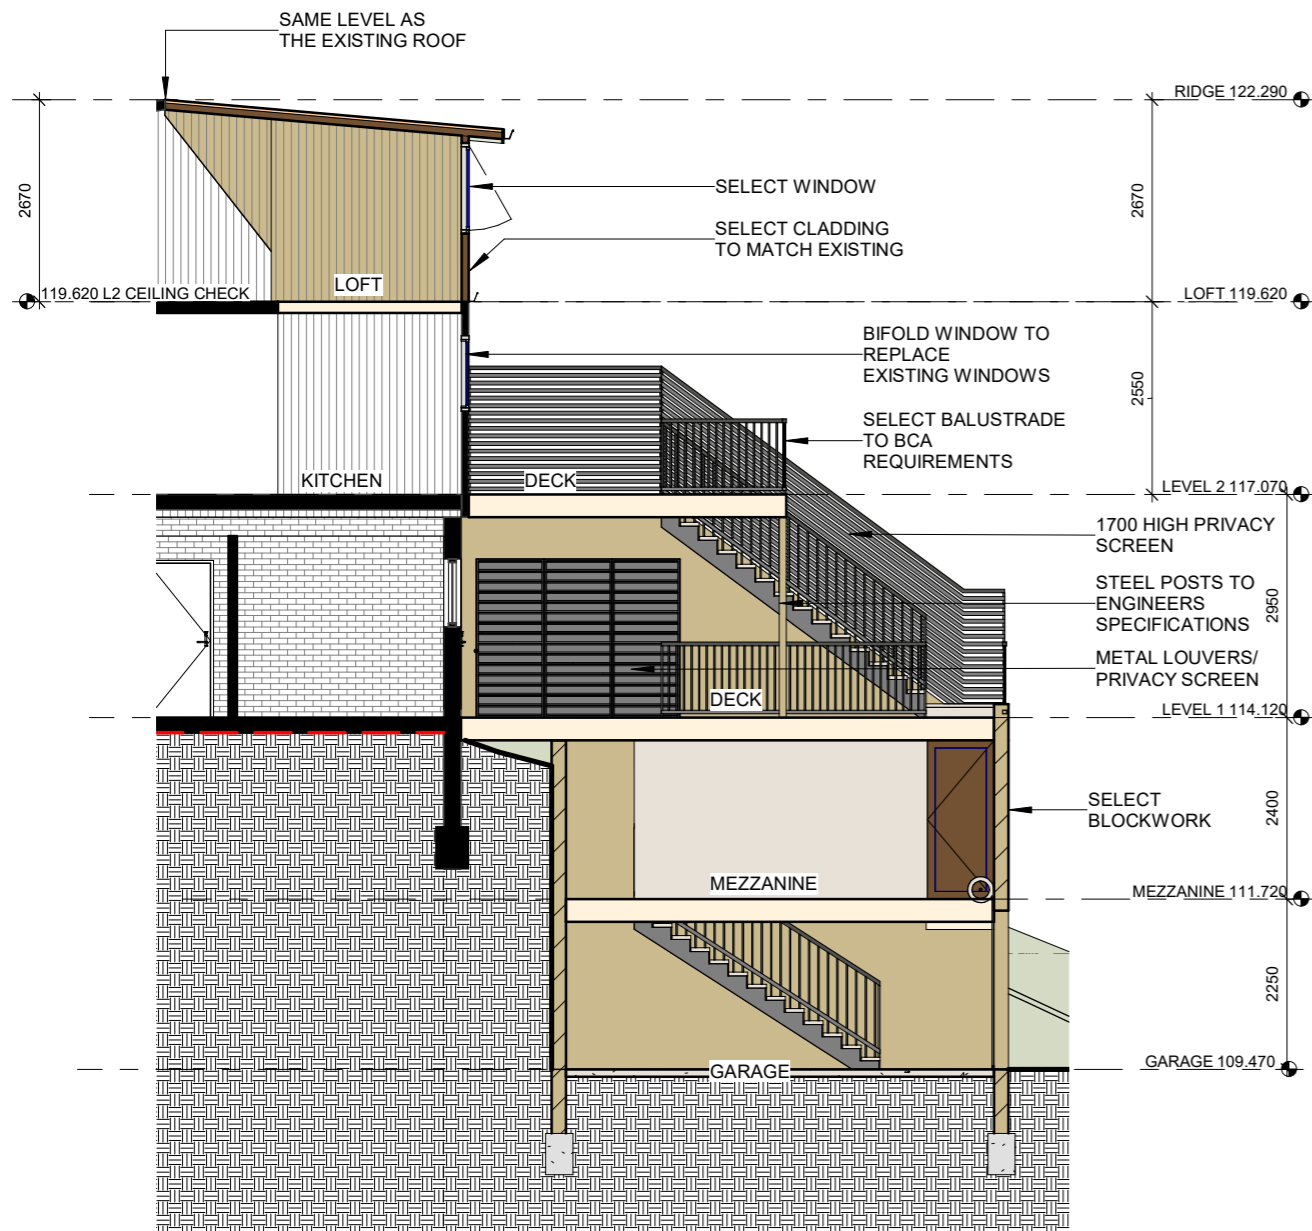 SAME LEVEL AS
THE EXISTING ROOF
RIDGE 122.290
2670
2670
SELECT WINDOW
SELECT CLADDING
TO MATCH EXISTING
LOFT
119.620 L2 CEILING CHECK
LOFT 119.620
BIFOLD WINDOW TO
REPLACE
EXISTING WINDOWS
2550
SELECT BALUSTRADE
TO BCA
REQUIREMENTS
KITCHEN
DECK
LEVEL 2 117.070
1700 HIGH PRIVACY
SCREEN
STEEL POSTS TO
ENGINEERS
SPECIFICATIONS
2950
METAL LOUVERS/
PRIVACY SCREEN
DECK
LEVEL 1 114.120
SELECT
BLOCKWORK
2400
MEZZANINE
MEZZANINE 111.720
2250
GARAGE
GARAGE 109.470